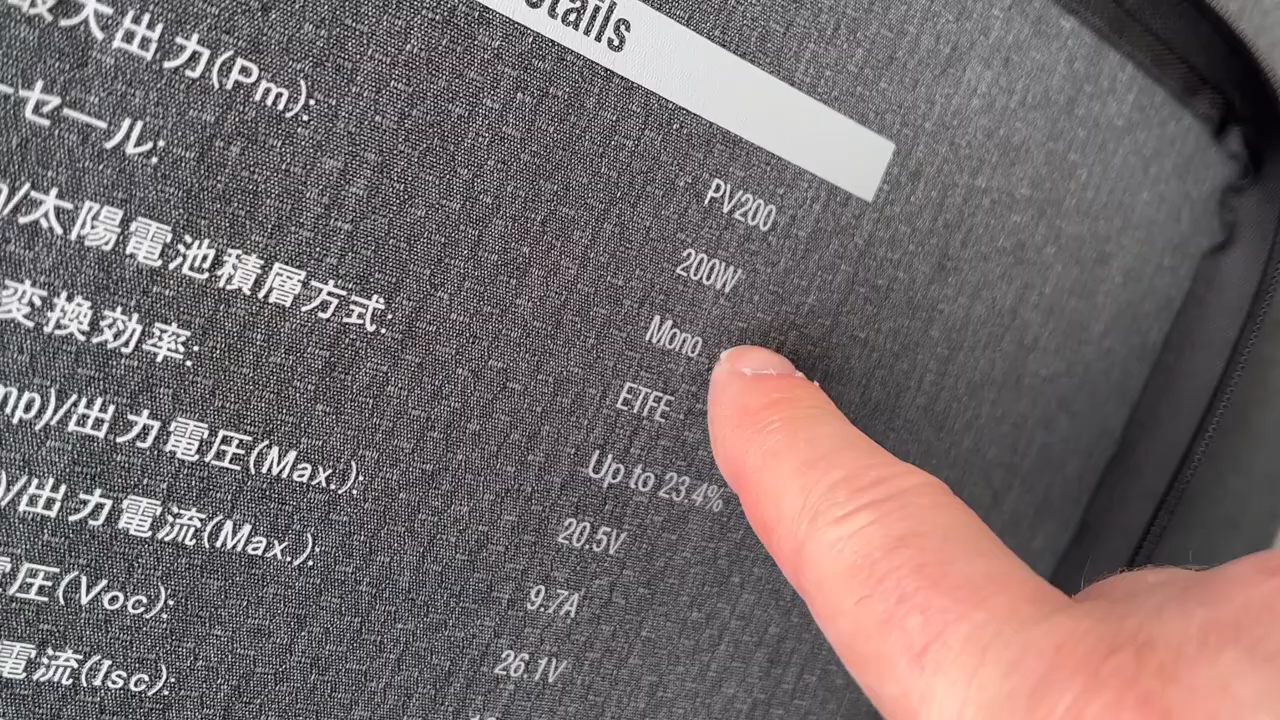 etails
PV200
最大出力(Pm): 200W
ーセール: Mono
/太陽電池積層方式: ETFE
変換効率: Up to 23.4%
mp)/出力電圧(Max.): 20.5V
)/出力電流(Max.): 9.7A
電圧(Voc): 26.1V
電流(Isc):